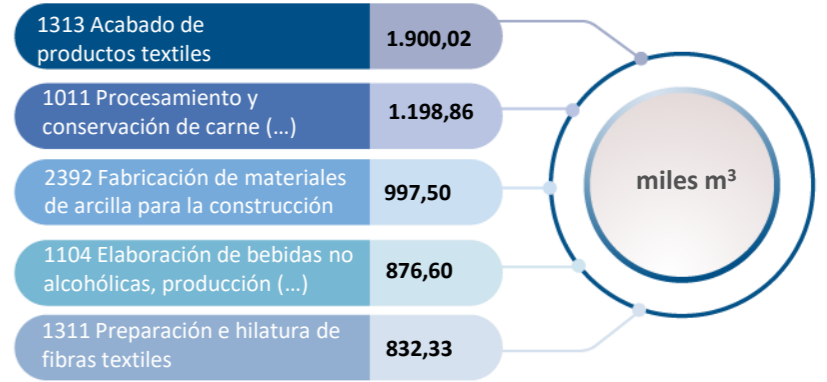 1313 Acabado de
productos textiles
1.900,02
1011 Procesamiento y
conservación de carne (...)
1.198,86
2392 Fabricación de materiales
de arcilla para la construcción
997,50
1104 Elaboración de bebidas no
alcohólicas, producción (...)
876,60
1311 Preparación e hilatura de
fibras textiles
832,33
miles m³